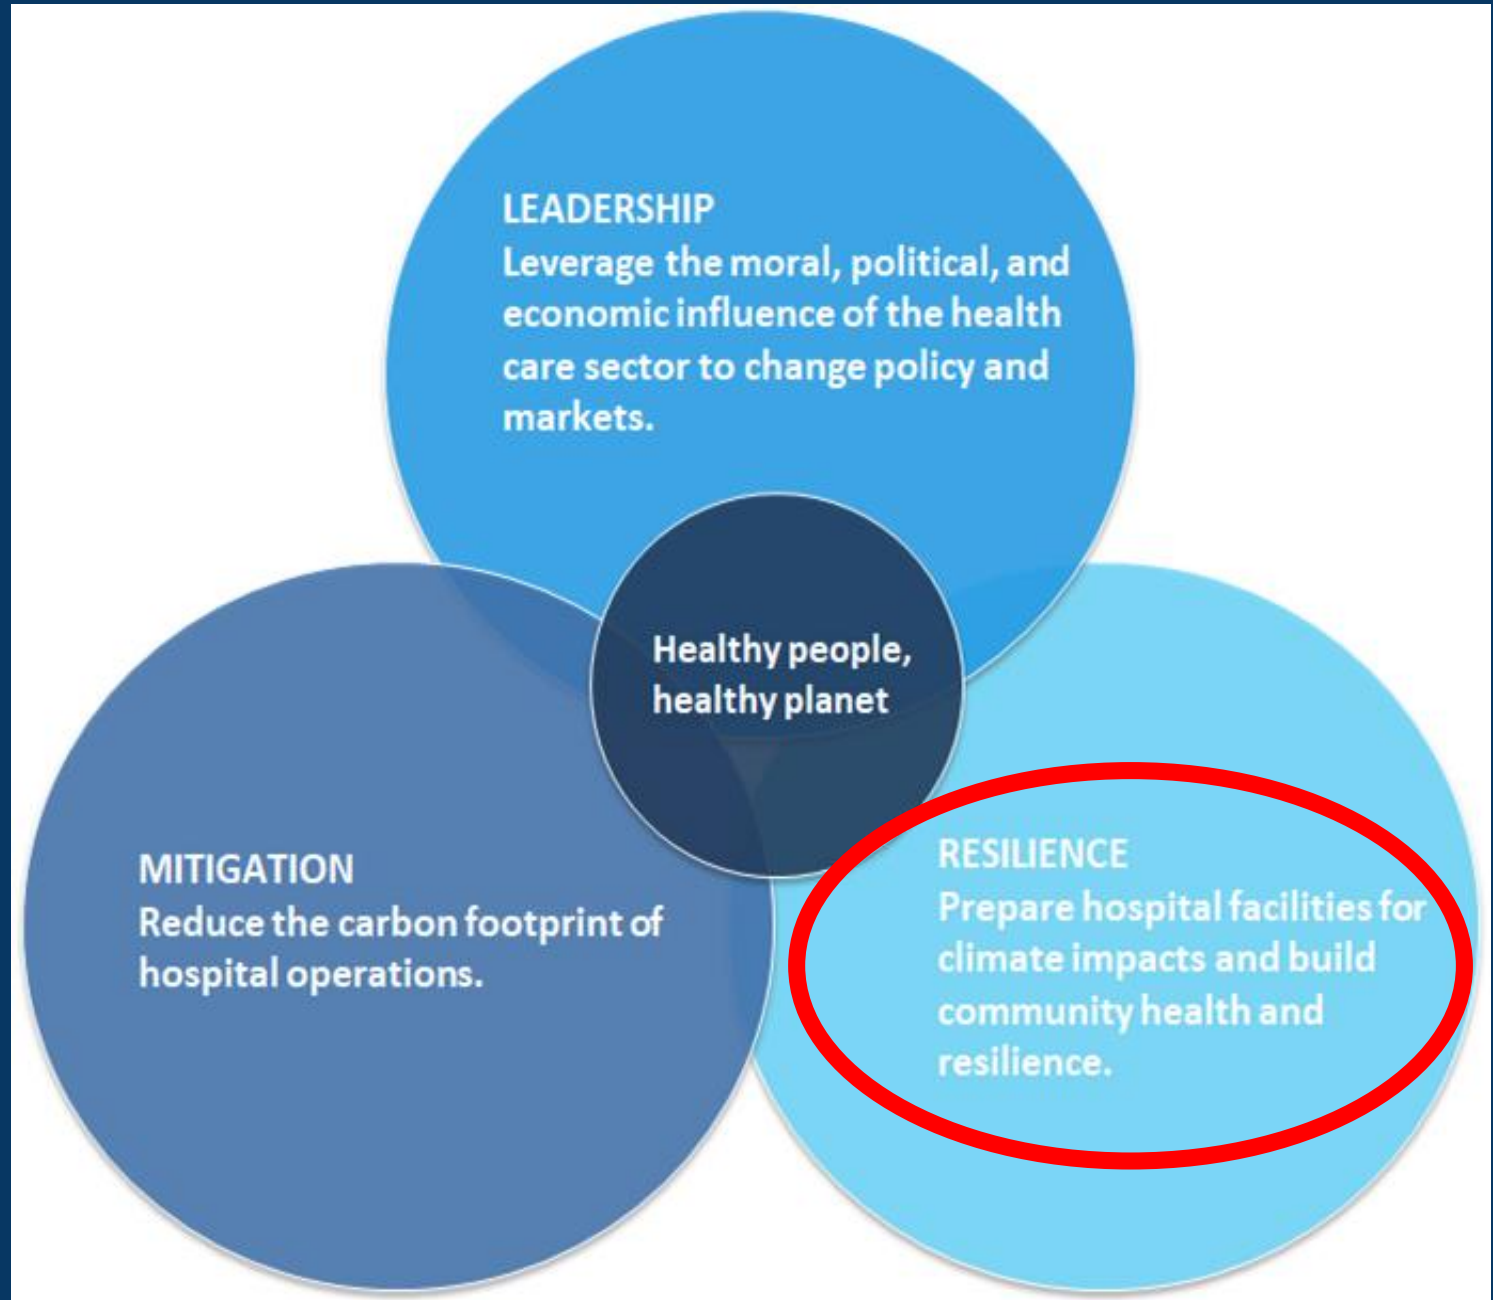 LEADERSHIP
Leverage the moral, political, and
economic influence of the health
care sector to change policy and
markets.
Healthy people,
healthy planet
MITIGATION
Reduce the carbon footprint of
hospital operations.
RESILIENCE
Prepare hospital facilities for
climate impacts and build
community health and
resilience.